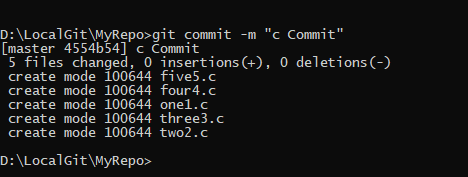 D:\LocalGit\MyRepo>git commit -m "c Commit"
[master 4554b54] c Commit
 5 files changed, 0 insertions(+), 0 deletions(-)
 create mode 100644 five5.c
 create mode 100644 four4.c
 create mode 100644 one1.c
 create mode 100644 three3.c
 create mode 100644 two2.c
D:\LocalGit\MyRepo>